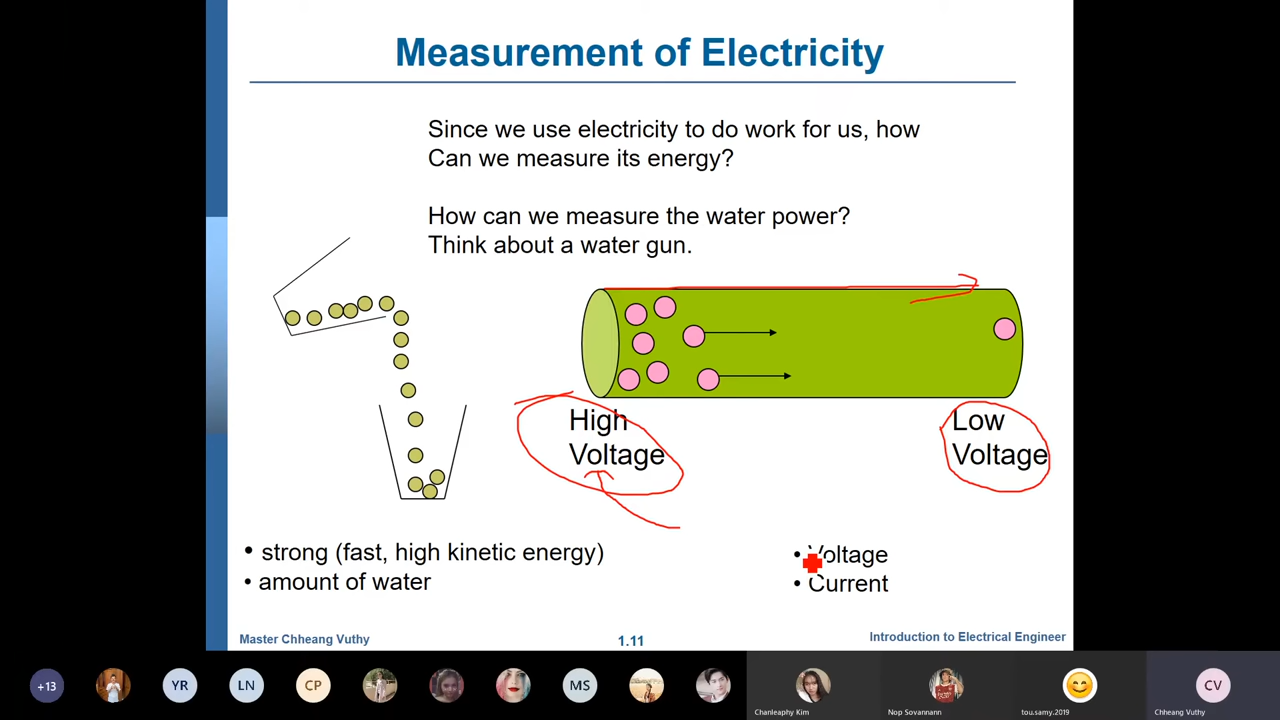 Measurement of Electricity
Since we use electricity to do work for us, how
Can we measure its energy?
How can we measure the water power?
Think about a water gun.
High
Voltage
Low
Voltage
• strong (fast, high kinetic energy)
• amount of water
• Voltage
• Current
Master Chheang Vuthy
1.11
Introduction to Electrical Engineer
+13
YR
LN
CP
MS
CV
Chanleaphy Kim
Nop Sovannann
tou.samy.2019
Chheang Vuthy